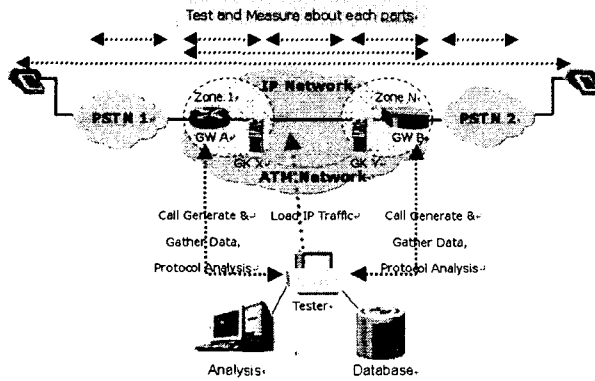 Test and Measure about each parts
Zone 1
IP Network
Zone N
PSTN 1
GW A
GW B
PSTN 2
GK X
GK Y
ATM Network
Call Generate &
Gather Data,
Protocol Analysis
Load IP Traffic
Call Generate &
Gather Data,
Protocol Analysis
Tester
Analysis
Database